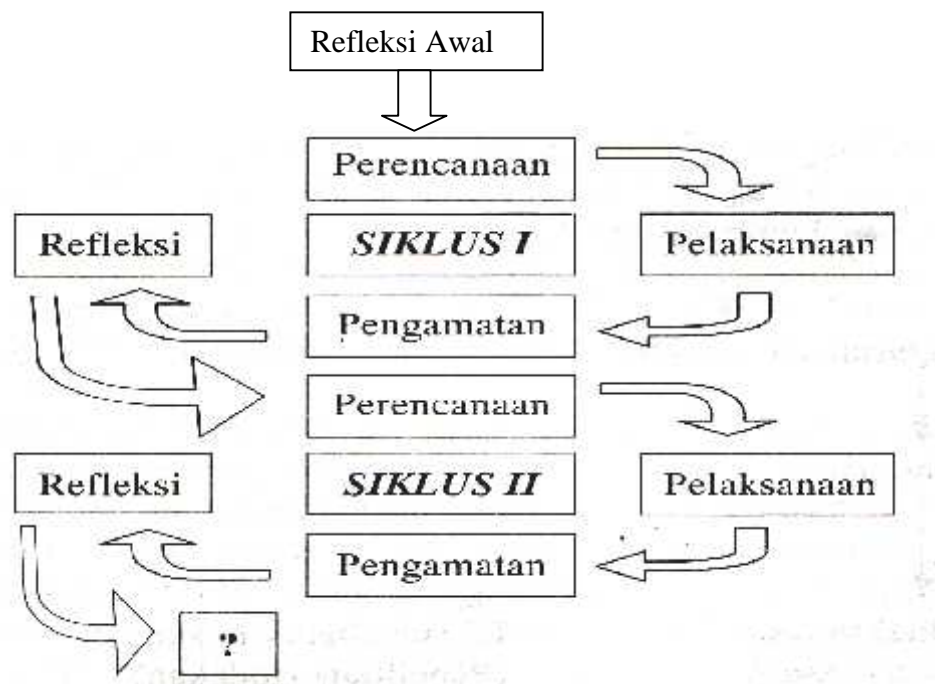 Refleksi Awal
Perencanaan
Refleksi
SIKLUS I
Pelaksanaan
Pengamatan
Perencanaan
Refleksi
SIKLUS II
Pelaksanaan
Pengamatan
?